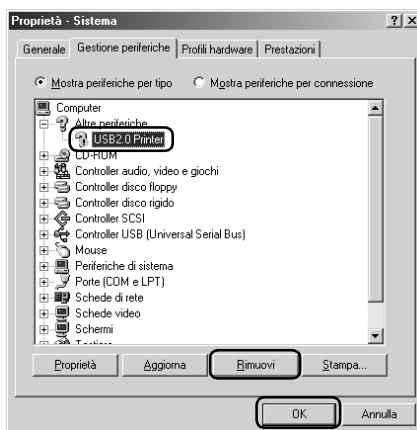 Proprietà - Sistema
Generale Gestione periferiche Profili hardware Prestazioni
Mostra periferiche per tipo Mostra periferiche per connessione
Computer
Altre periferiche
USB2.0 Printer
CD-ROM
Controller audio, video e giochi
Controller disco floppy
Controller disco rigido
Controller SCSI
Controller USB (Universal Serial Bus)
Mouse
Periferiche di sistema
Porte (COM e LPT)
Schede di rete
Schede video
Schermi
Proprietà Aggiorna Rimuovi Stampa...
OK Annulla